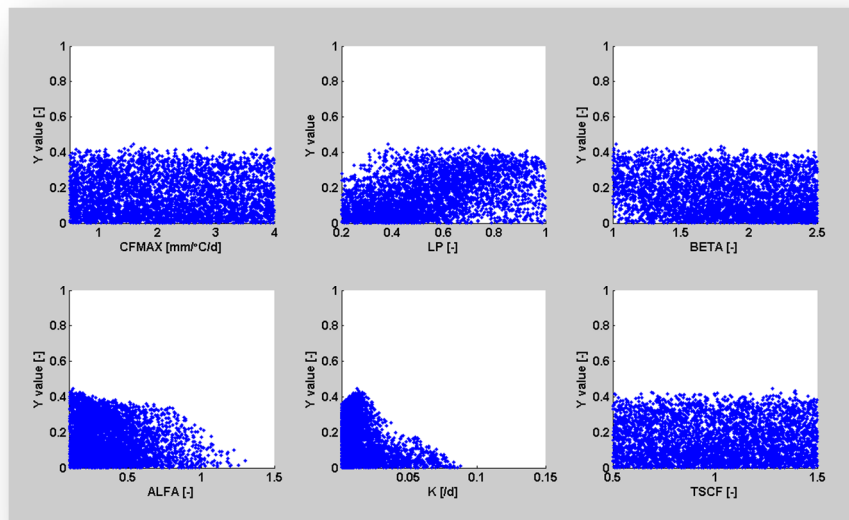 1
0.8
0.6
0.4
0.2
0
Y value [-]
1 2 3 4
CFMAX [mm/°C/d]
1
0.8
0.6
0.4
0.2
0
Y value
0.2 0.4 0.6 0.8 1
LP [-]
1
0.8
0.6
0.4
0.2
0
Y value [-]
1 1.5 2 2.5
BETA [-]
1
0.8
0.6
0.4
0.2
0
Y value [-]
0.5 1 1.5
ALFA [-]
1
0.8
0.6
0.4
0.2
0
Y value [-]
0.05 0.1 0.15
K [/d]
1
0.8
0.6
0.4
0.2
0
Y value [-]
0.5 1 1.5
TSCF [-]